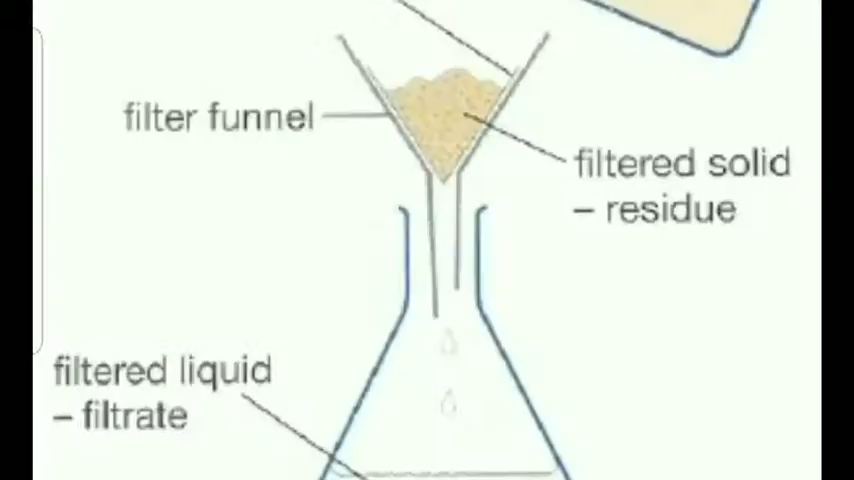 filter funnel
filtered solid
– residue
filtered liquid
– filtrate